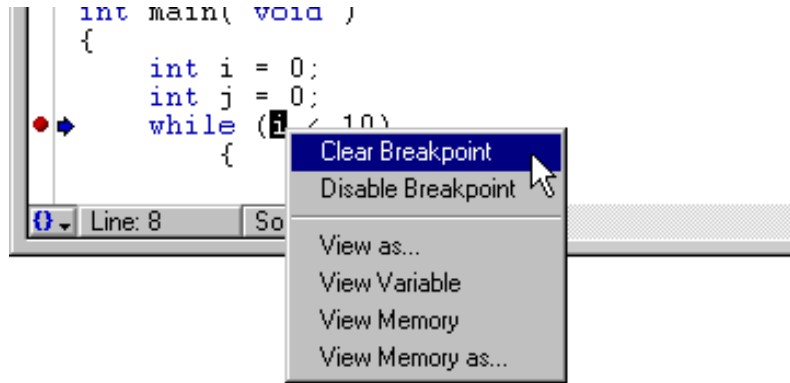 int main( void )
{
int i = 0;
int j = 0;
while (i < 10)
{
Clear Breakpoint
Disable Breakpoint
View as...
View Variable
View Memory
View Memory as...
{} Line: 8 So